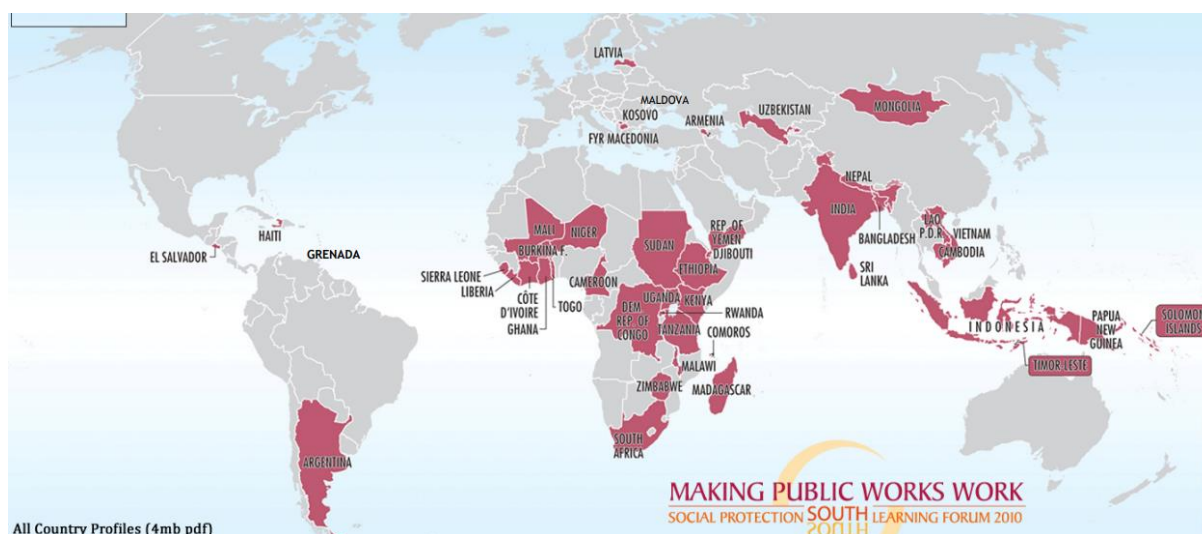 LATVIA
MALDOVA
KOSOVO
FYR MACEDONIA
ARMENIA
UZBEKISTAN
MONGOLIA
HAITI
EL SALVADOR
GRENADA
MALI
NIGER
BURKINA F.
SIERRA LEONE
LIBERIA
CÔTE
D'IVOIRE
GHANA
TOGO
CAMEROON
SUDAN
REP. OF
YEMEN
DJIBOUTI
ETHIOPIA
UGANDA
KENYA
DEM.
REP. OF
CONGO
RWANDA
TANZANIA
COMOROS
MALAWI
ZIMBABWE
MADAGASCAR
SOUTH
AFRICA
NEPAL
INDIA
BANGLADESH
SRI
LANKA
LAO
P.D.R.
VIETNAM
CAMBODIA
INDONESIA
PAPUA
NEW
GUINEA
SOLOMON
ISLANDS
TIMOR-LESTE
ARGENTINA
MAKING PUBLIC WORKS WORK
SOCIAL PROTECTION SOUTH LEARNING FORUM 2010
SOUTH
All Country Profiles (4mb pdf)